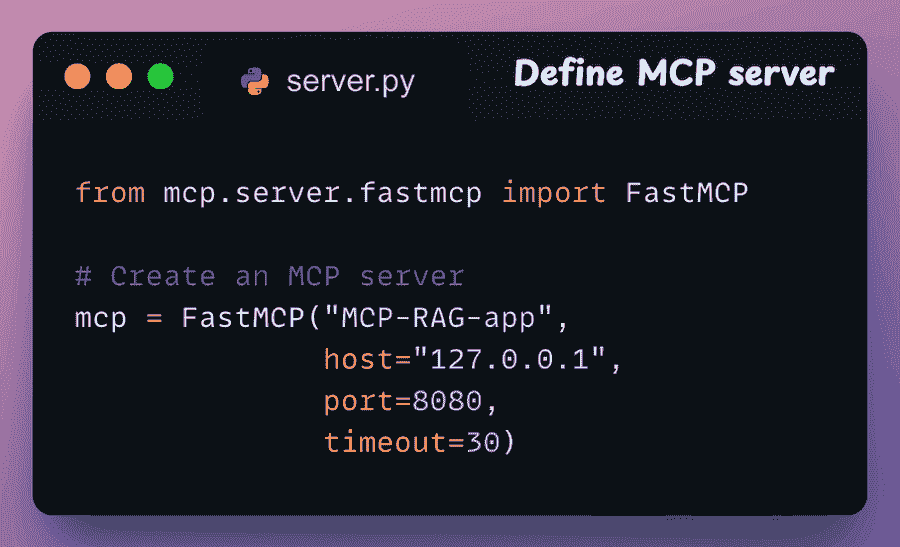 server.py
Define MCP server
from mcp.server.fastmcp import FastMCP
# Create an MCP server
mcp = FastMCP("MCP-RAG-app",
host="127.0.0.1",
port=8080,
timeout=30)